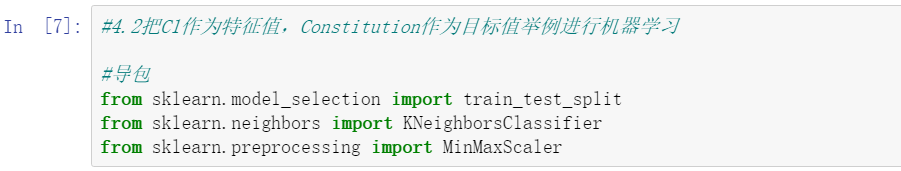 In [7]: #4.2把Cl作为特征值，Constitution作为目标值举例进行机器学习
#导包
from sklearn.model_selection import train_test_split
from sklearn.neighbors import KNeighborsClassifier
from sklearn.preprocessing import MinMaxScaler